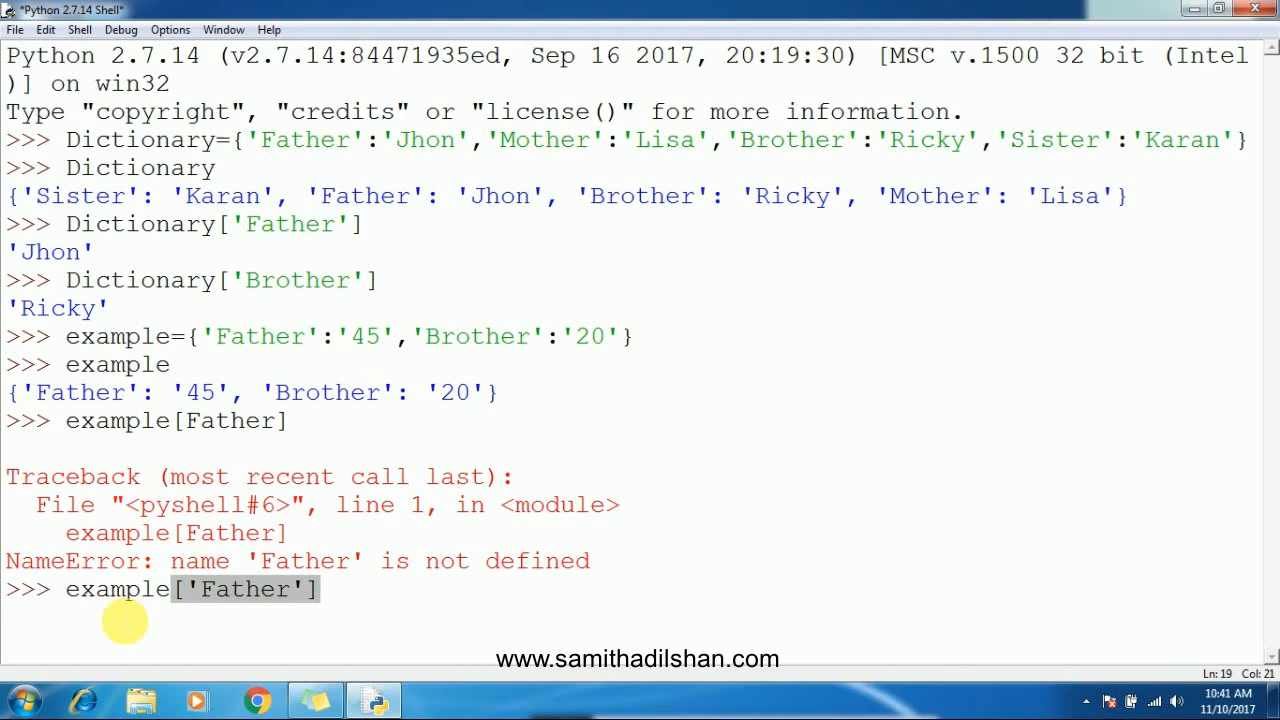 *Python 2.7.14 Shell*
File Edit Shell Debug Options Window Help
Python 2.7.14 (v2.7.14:84471935ed, Sep 16 2017, 20:19:30) [MSC v.1500 32 bit (Intel
)] on win32
Type "copyright", "credits" or "license()" for more information.
>>> Dictionary={'Father':'Jhon','Mother':'Lisa','Brother':'Ricky','Sister':'Karan'}
>>> Dictionary
{'Sister': 'Karan', 'Father': 'Jhon', 'Brother': 'Ricky', 'Mother': 'Lisa'}
>>> Dictionary['Father']
'Jhon'
>>> Dictionary['Brother']
'Ricky'
>>> example={'Father':'45','Brother':'20'}
>>> example
{'Father': '45', 'Brother': '20'}
>>> example[Father]
Traceback (most recent call last):
  File "<pyshell#6>", line 1, in <module>
    example[Father]
NameError: name 'Father' is not defined
>>> example['Father']
www.samithadilshan.com
Ln: 19 Col: 21
10:41 AM
11/10/2017